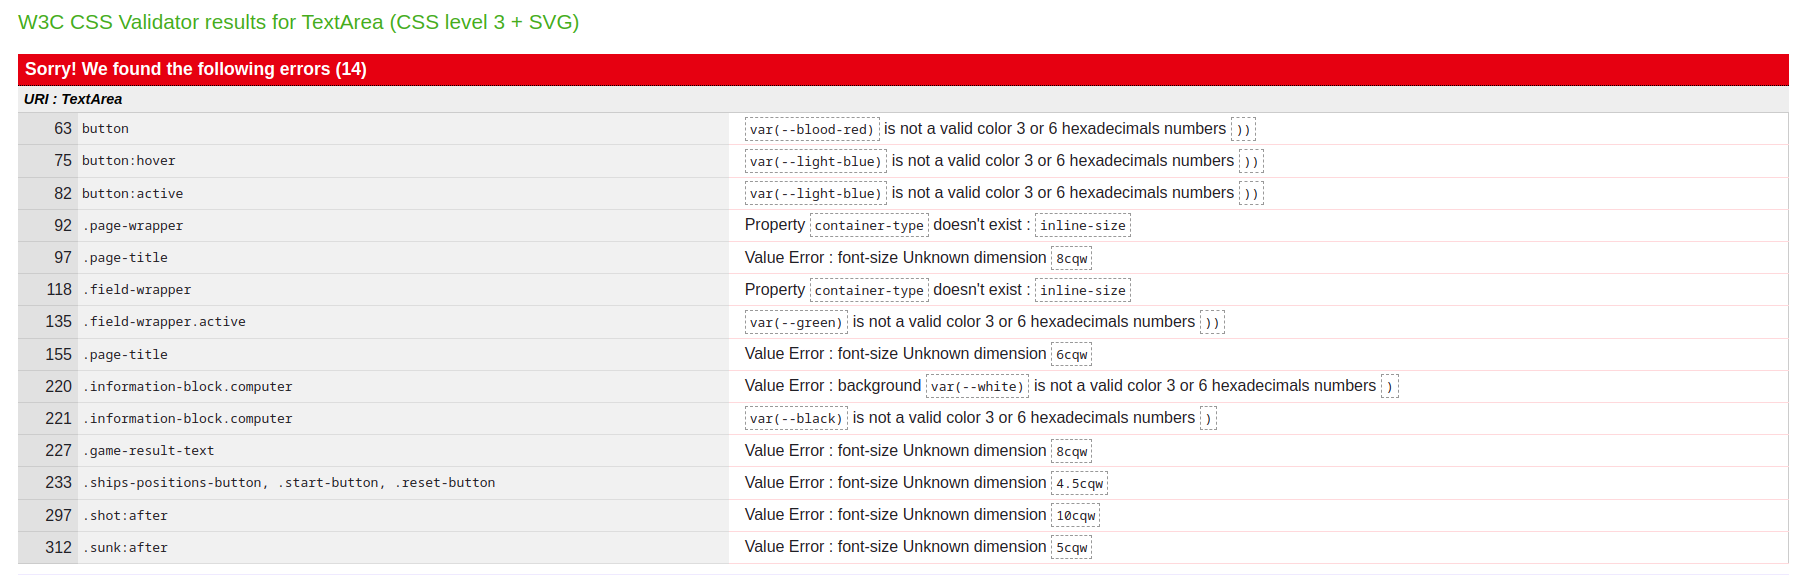 W3C CSS Validator results for TextArea (CSS level 3 + SVG)
Sorry! We found the following errors (14)
URI : TextArea
63 button var(--blood-red) is not a valid color 3 or 6 hexadecimals numbers ))
75 button:hover var(--light-blue) is not a valid color 3 or 6 hexadecimals numbers ))
82 button:active var(--light-blue) is not a valid color 3 or 6 hexadecimals numbers ))
92 .page-wrapper Property container-type doesn't exist : inline-size
97 .page-title Value Error : font-size Unknown dimension 8cqw
118 .field-wrapper Property container-type doesn't exist : inline-size
135 .field-wrapper.active var(--green) is not a valid color 3 or 6 hexadecimals numbers ))
155 .page-title Value Error : font-size Unknown dimension 6cqw
220 .information-block.computer Value Error : background var(--white) is not a valid color 3 or 6 hexadecimals numbers )
221 .information-block.computer var(--black) is not a valid color 3 or 6 hexadecimals numbers )
227 .game-result-text Value Error : font-size Unknown dimension 8cqw
233 .ships-positions-button, .start-button, .reset-button Value Error : font-size Unknown dimension 4.5cqw
297 .shot:after Value Error : font-size Unknown dimension 10cqw
312 .sunk:after Value Error : font-size Unknown dimension 5cqw